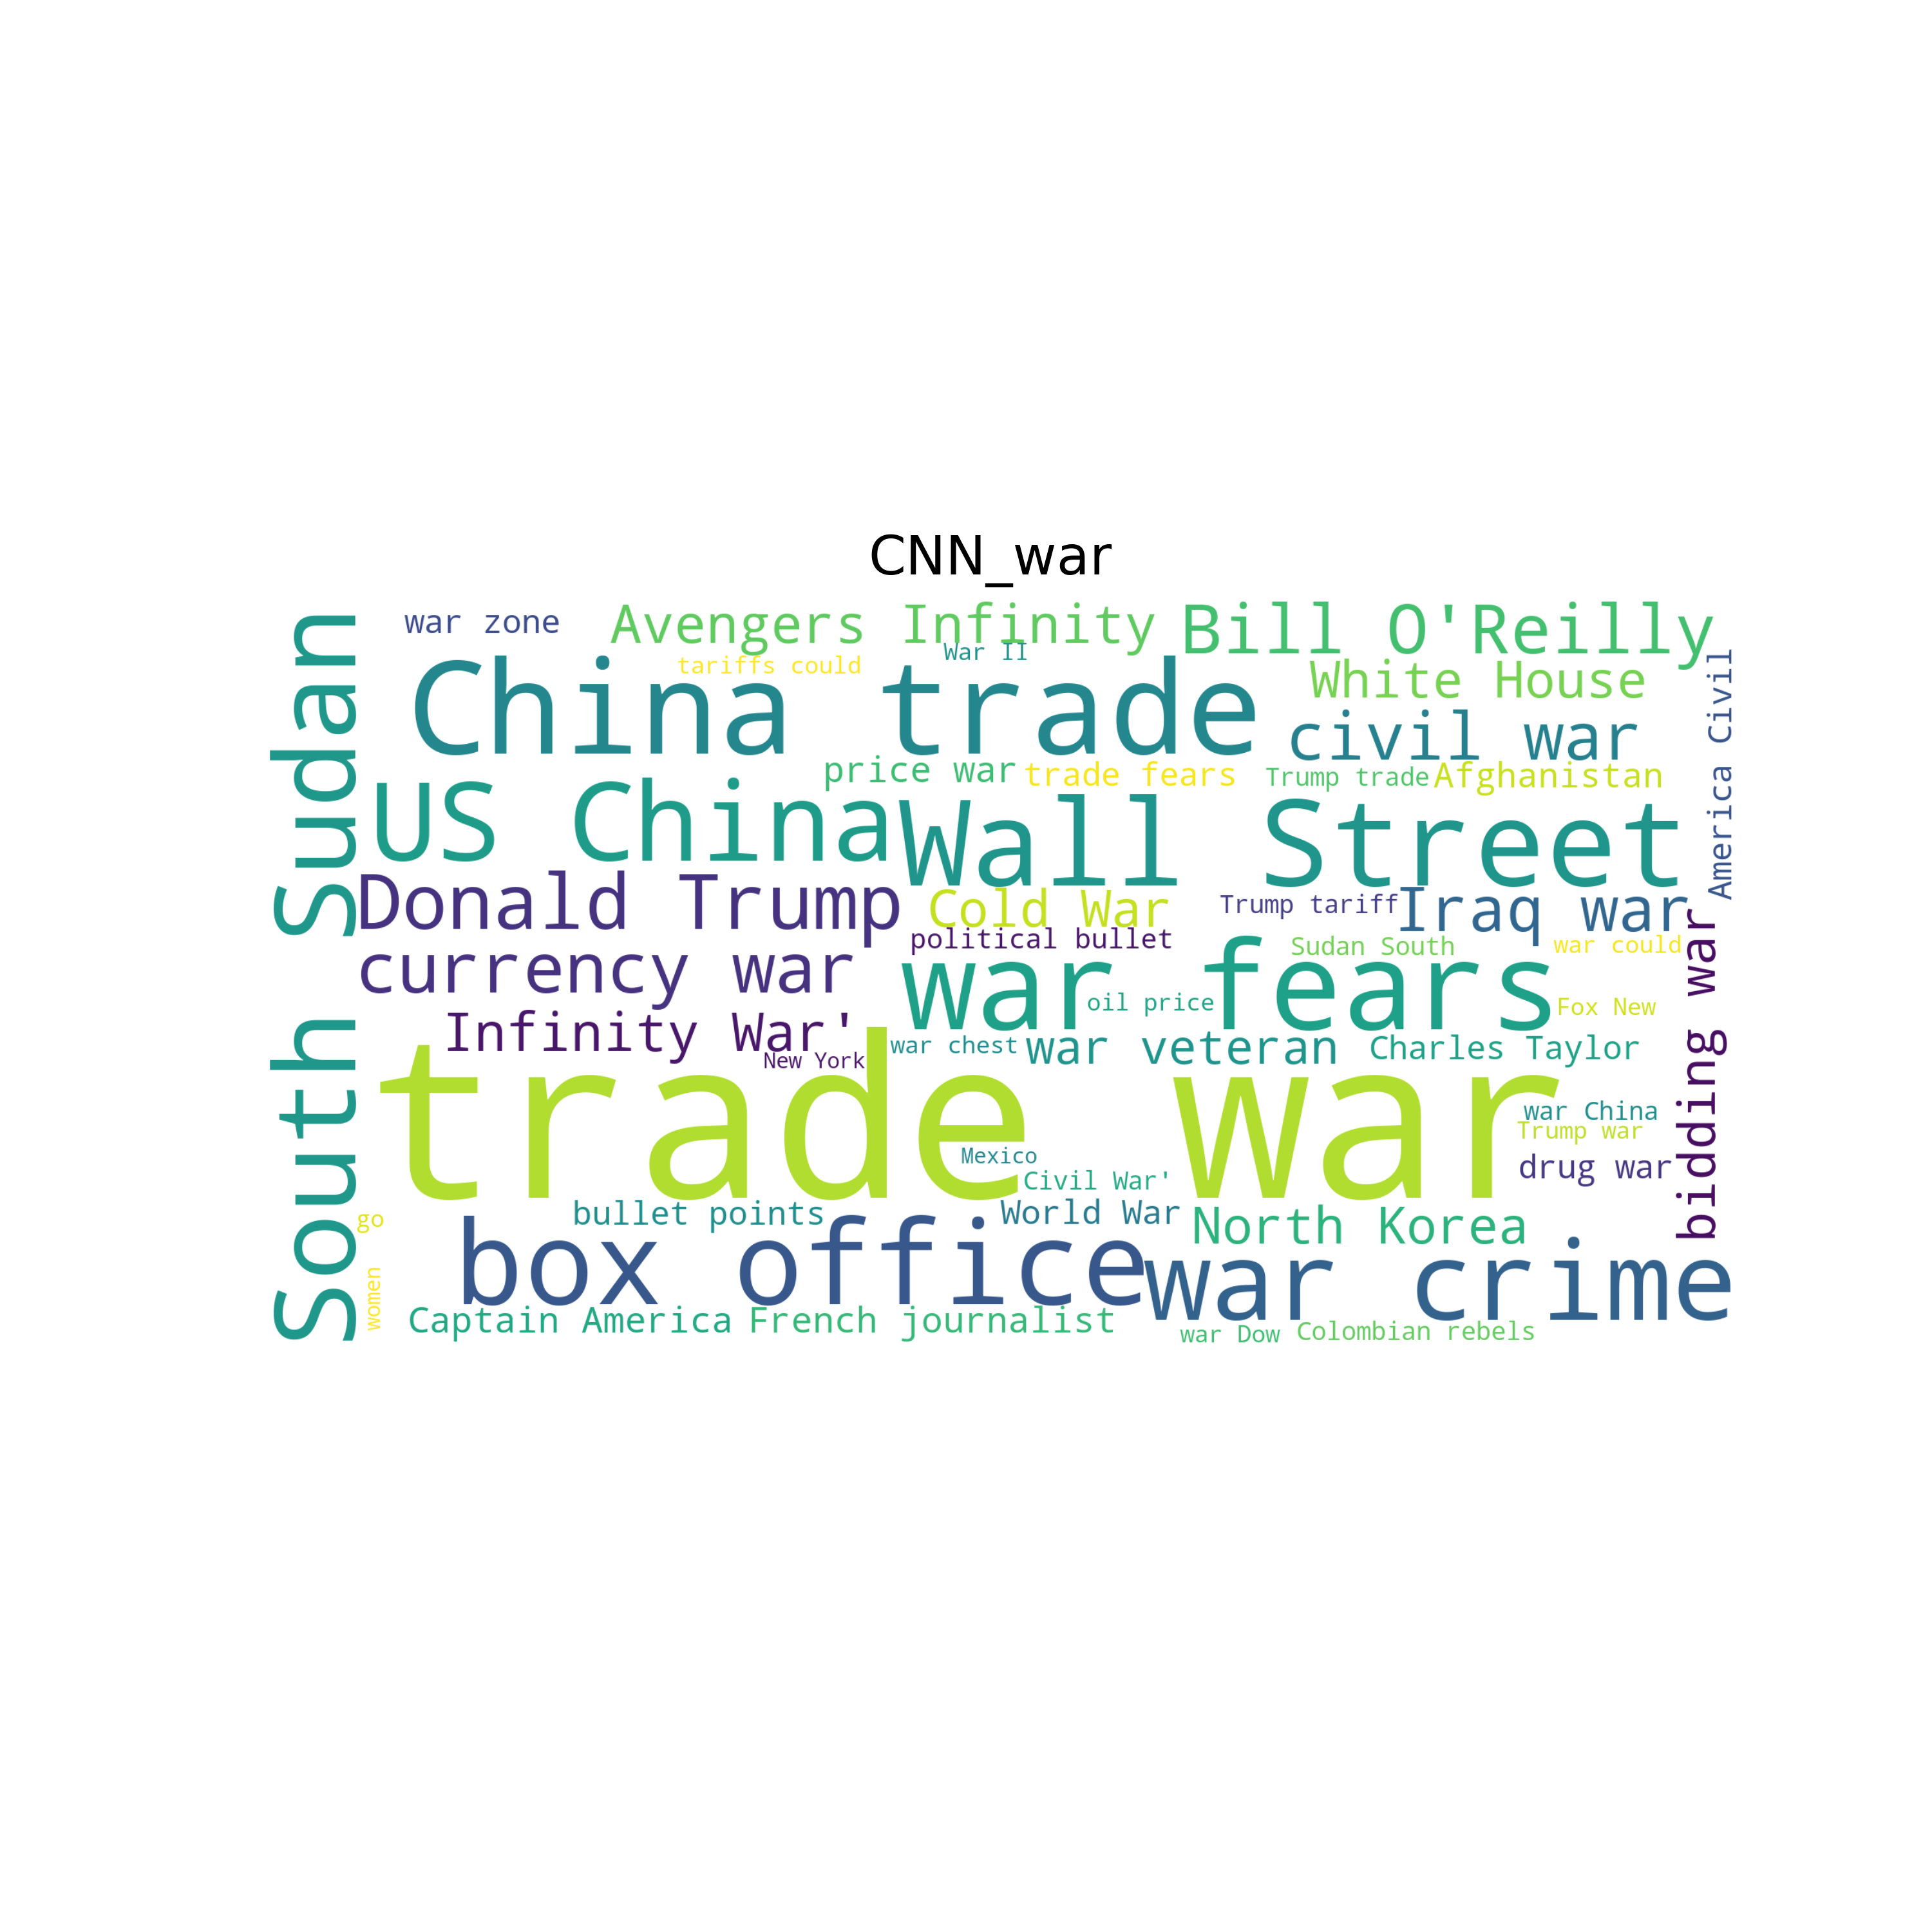 CNN_war
war zone
Avengers Infinity
Bill O'Reilly
War II
tariffs could
White House
China trade
America Civil
civil war
price war
trade fears
Trump trade
Afghanistan
US China
Wall Street
South Sudan
Donald Trump
Cold War
Trump tariff
Iraq war
political bullet
Sudan South
war could
currency war
war fears
oil price
Fox New
bidding war
Infinity War'
New York
war chest
war veteran
Charles Taylor
trade war
war China
Trump war
Mexico
drug war
Civil War'
bullet points
World War
go
North Korea
box office
war crime
women
Captain America
French journalist
war Dow
Colombian rebels